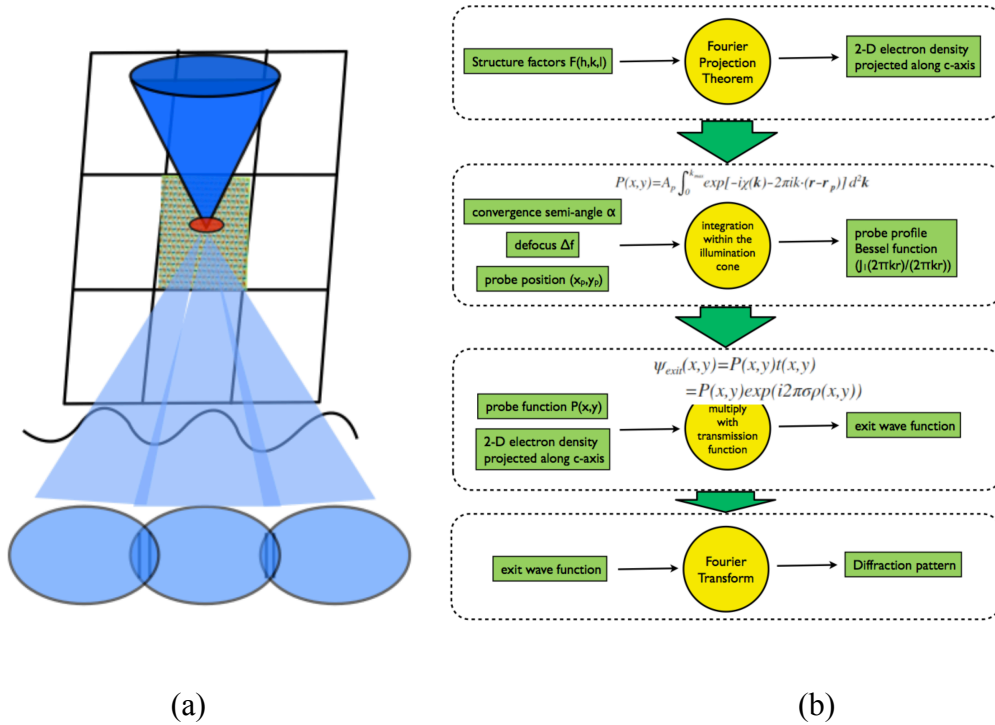 Structure factors F(h,k,l)
Fourier
Projection
Theorem
2-D electron density
projected along c-axis
P(x,y)=A_p ∫_0^{k_max} exp[-iχ(k)-2πik·(r-r_p)] d²k
convergence semi-angle α
defocus Δf
probe position (x_p,y_p)
integration
within the
illumination
cone
probe profile
Bessel function
(J₁(2πkr)/(2πkr))
ψ_exit(x,y)=P(x,y)t(x,y)
=P(x,y)exp(i2πσρ(x,y))
probe function P(x,y)
2-D electron density
projected along c-axis
multiply
with
transmission
function
exit wave function
exit wave function
Fourier
Transform
Diffraction pattern
(a)
(b)